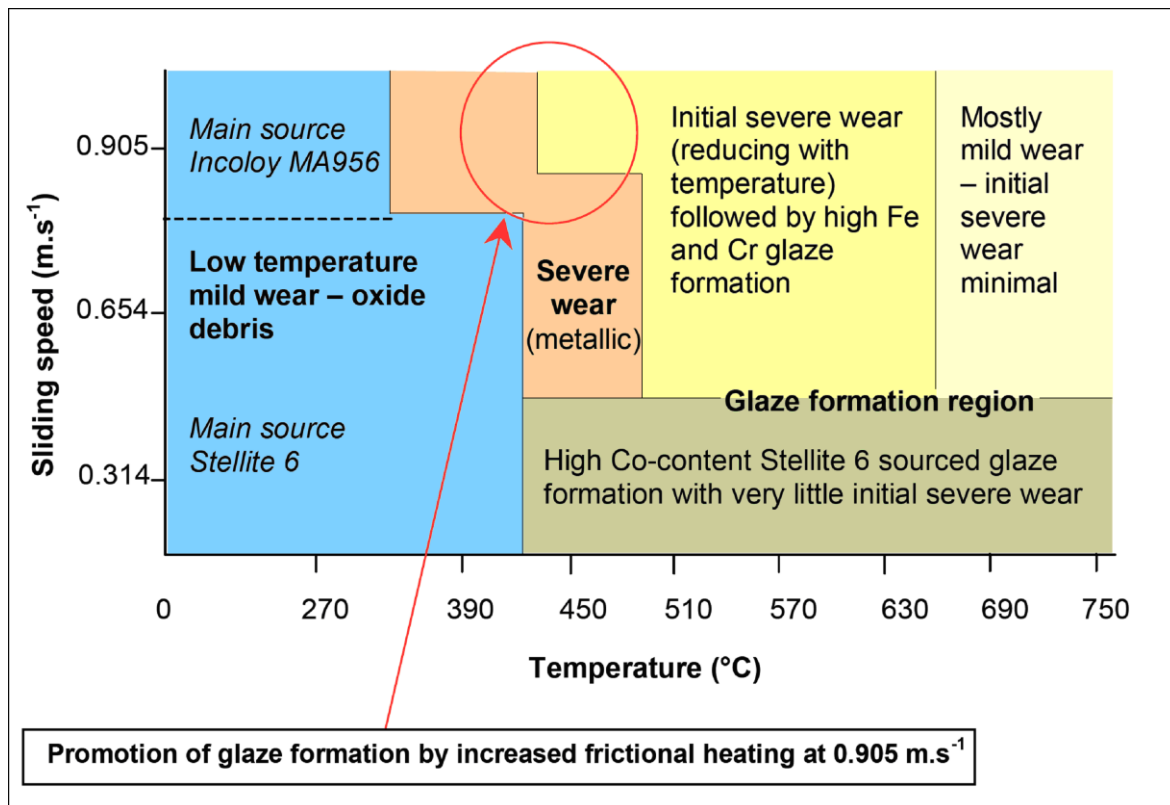 Sliding speed (m.s-1)
0.905
0.654
0.314
Main source
Incoloy MA956
Low temperature
mild wear – oxide
debris
Main source
Stellite 6
Severe
wear
(metallic)
Initial severe wear
(reducing with
temperature)
followed by high Fe
and Cr glaze
formation
Mostly
mild wear
– initial
severe
wear
minimal
Glaze formation region
High Co-content Stellite 6 sourced glaze
formation with very little initial severe wear
0 270 390 450 510 570 630 690 750
Temperature (°C)
Promotion of glaze formation by increased frictional heating at 0.905 m.s-1